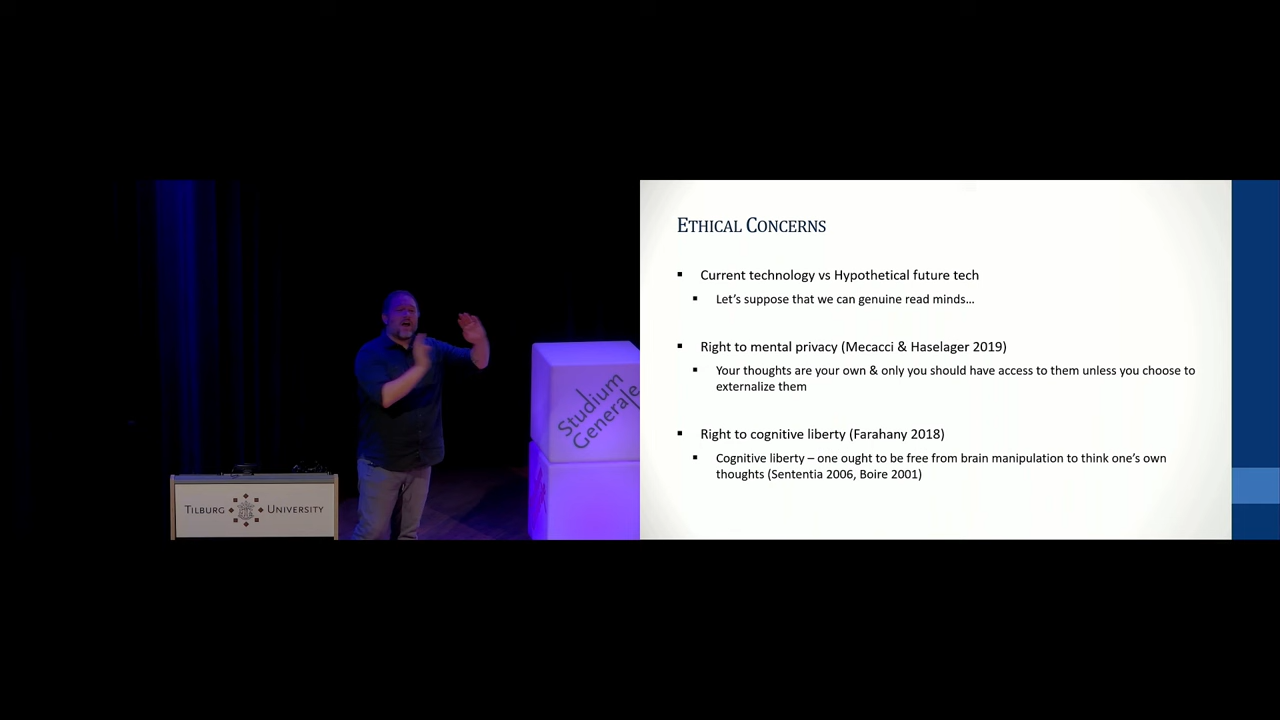 Studium
Generale
TILBURG UNIVERSITY
ETHICAL CONCERNS
Current technology vs Hypothetical future tech
Let's suppose that we can genuine read minds…
Right to mental privacy (Mecacci & Haselager 2019)
Your thoughts are your own & only you should have access to them unless you choose to
externalize them
Right to cognitive liberty (Farahany 2018)
Cognitive liberty – one ought to be free from brain manipulation to think one's own
thoughts (Sententia 2006, Boire 2001)